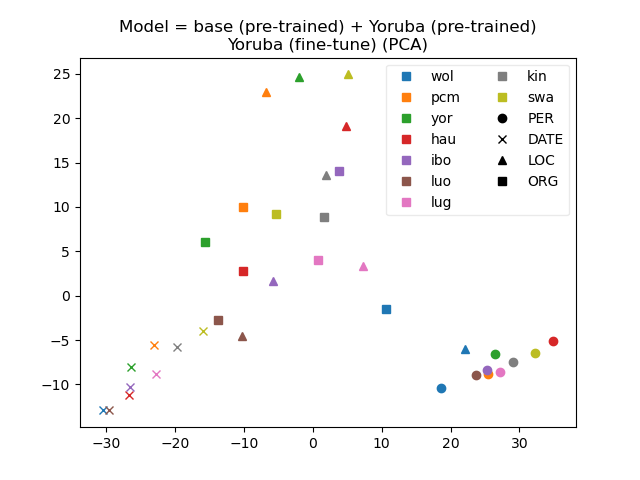 Model = base (pre-trained) + Yoruba (pre-trained)
Yoruba (fine-tune) (PCA)
25
20
15
10
5
0
−5
−10
−30
−20
−10
0
10
20
30
wol
pcm
yor
hau
ibo
luo
lug
kin
swa
PER
DATE
LOC
ORG